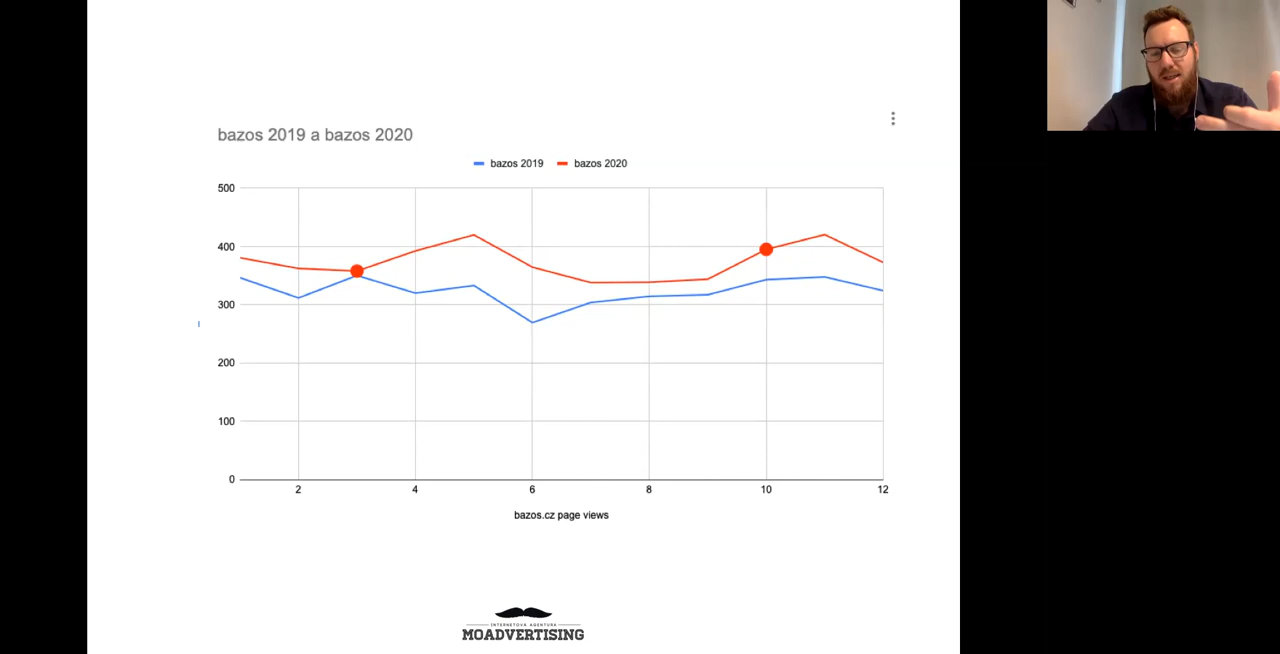 bazos 2019 a bazos 2020
bazos 2019 bazos 2020
500
400
300
200
100
0
2 4 6 8 10 12
bazos.cz page views
INTERNETOVÁ AGENTURA
MOADVERTISING